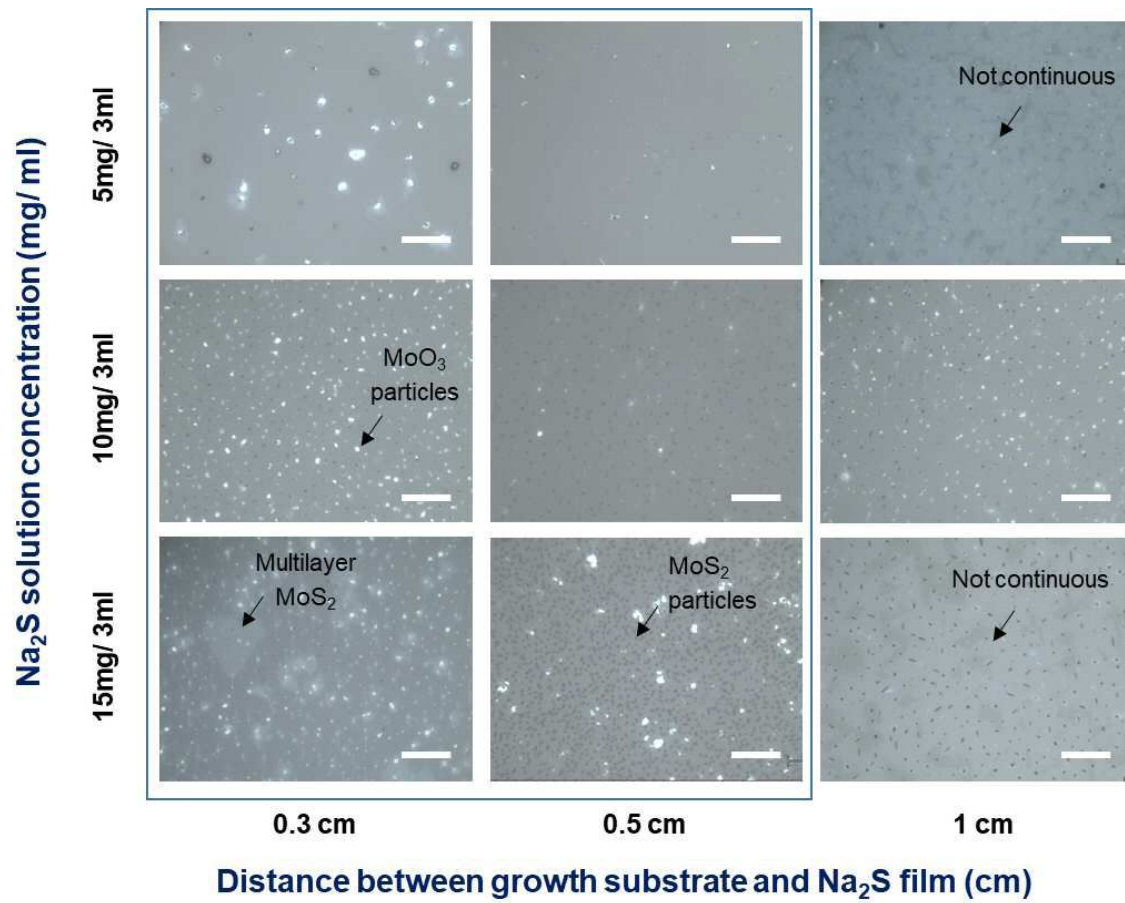 Na₂S solution concentration (mg/ ml)
5mg/ 3ml
Not continuous
10mg/ 3ml
MoO₃
particles
15mg/ 3ml
Multilayer
MoS₂
MoS₂
particles
Not continuous
0.3 cm
0.5 cm
1 cm
Distance between growth substrate and Na₂S film (cm)